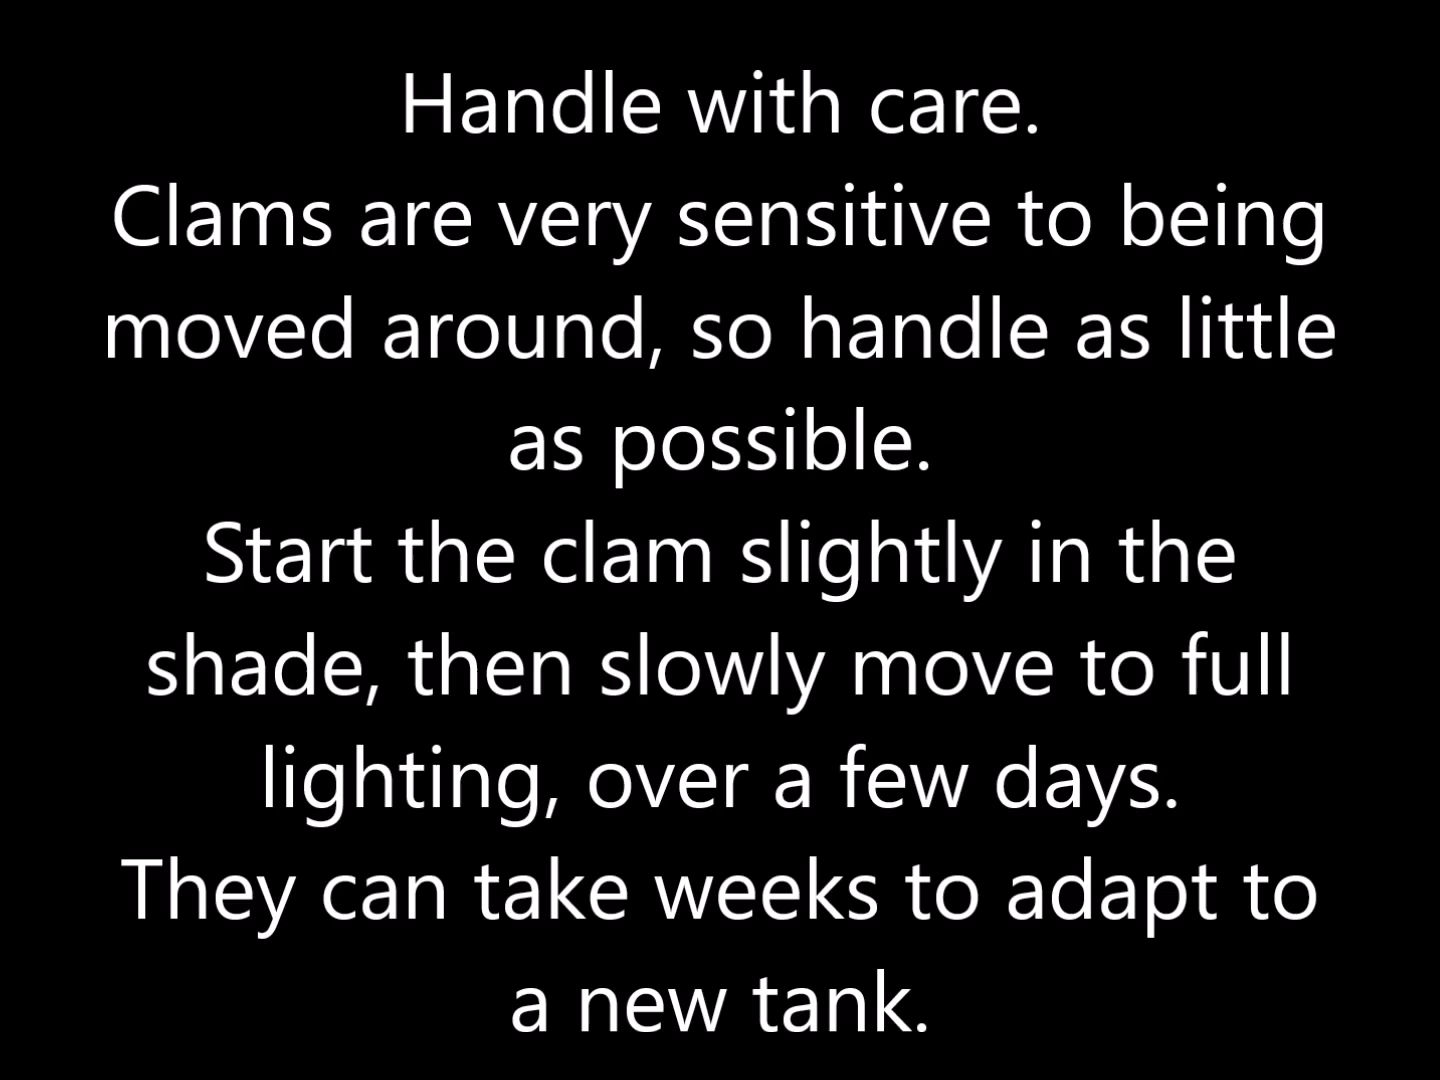 Handle with care.
Clams are very sensitive to being
moved around, so handle as little
as possible.
Start the clam slightly in the
shade, then slowly move to full
lighting, over a few days.
They can take weeks to adapt to
a new tank.